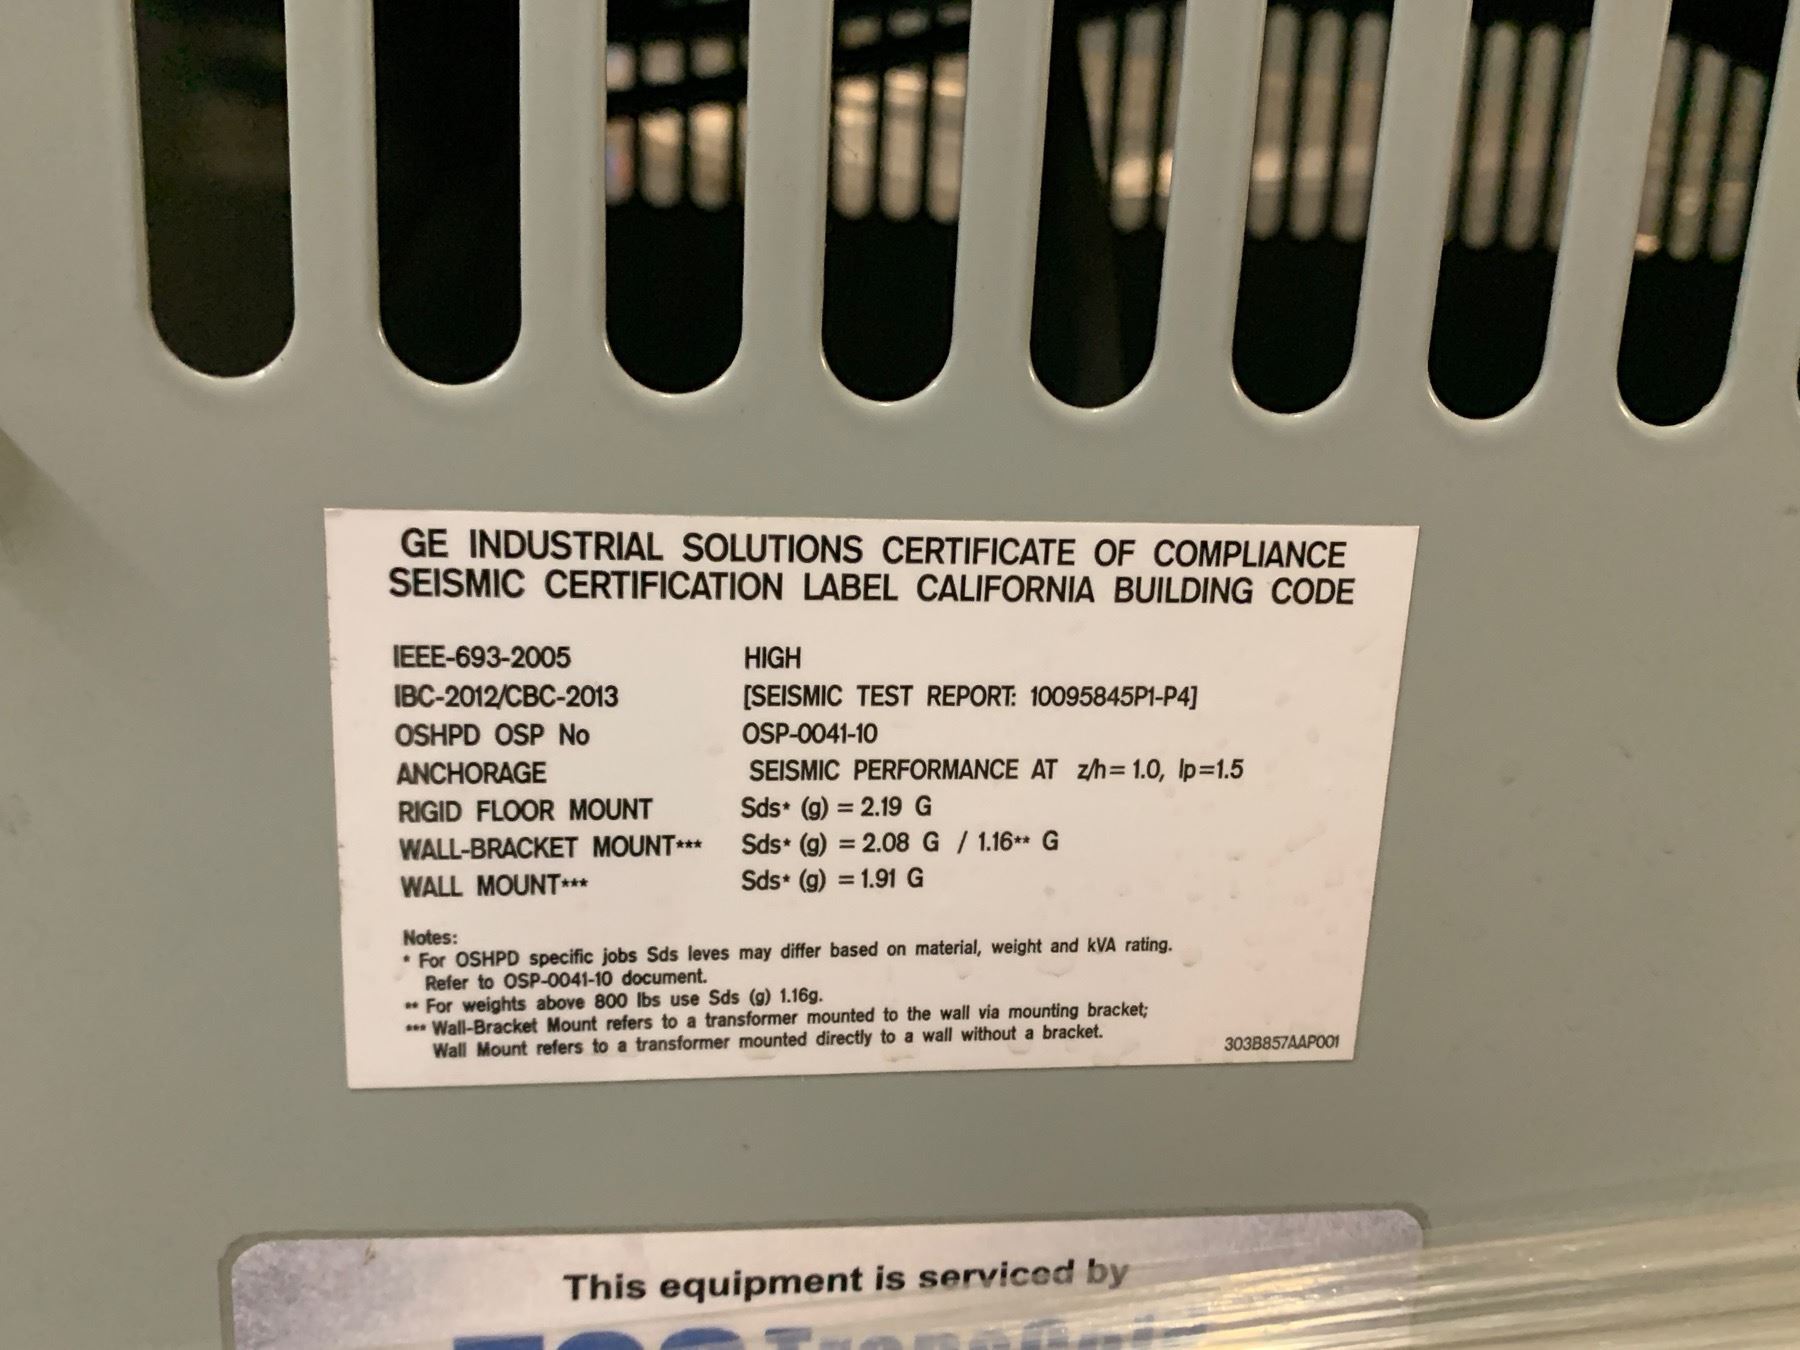 GE INDUSTRIAL SOLUTIONS CERTIFICATE OF COMPLIANCE
SEISMIC CERTIFICATION LABEL CALIFORNIA BUILDING CODE
IEEE-693-2005 HIGH
IBC-2012/CBC-2013 [SEISMIC TEST REPORT: 10095845P1-P4]
OSHPD OSP No OSP-0041-10
ANCHORAGE SEISMIC PERFORMANCE AT z/h= 1.0, Ip=1.5
RIGID FLOOR MOUNT Sds* (g) = 2.19 G
WALL-BRACKET MOUNT*** Sds* (g) = 2.08 G / 1.16** G
WALL MOUNT*** Sds* (g) = 1.91 G
Notes:
* For OSHPD specific jobs Sds leves may differ based on material, weight and kVA rating.
Refer to OSP-0041-10 document.
** For weights above 800 lbs use Sds (g) 1.16g.
*** Wall-Bracket Mount refers to a transformer mounted to the wall via mounting bracket;
Wall Mount refers to a transformer mounted directly to a wall without a bracket.
303B857AAP001
This equipment is serviced by